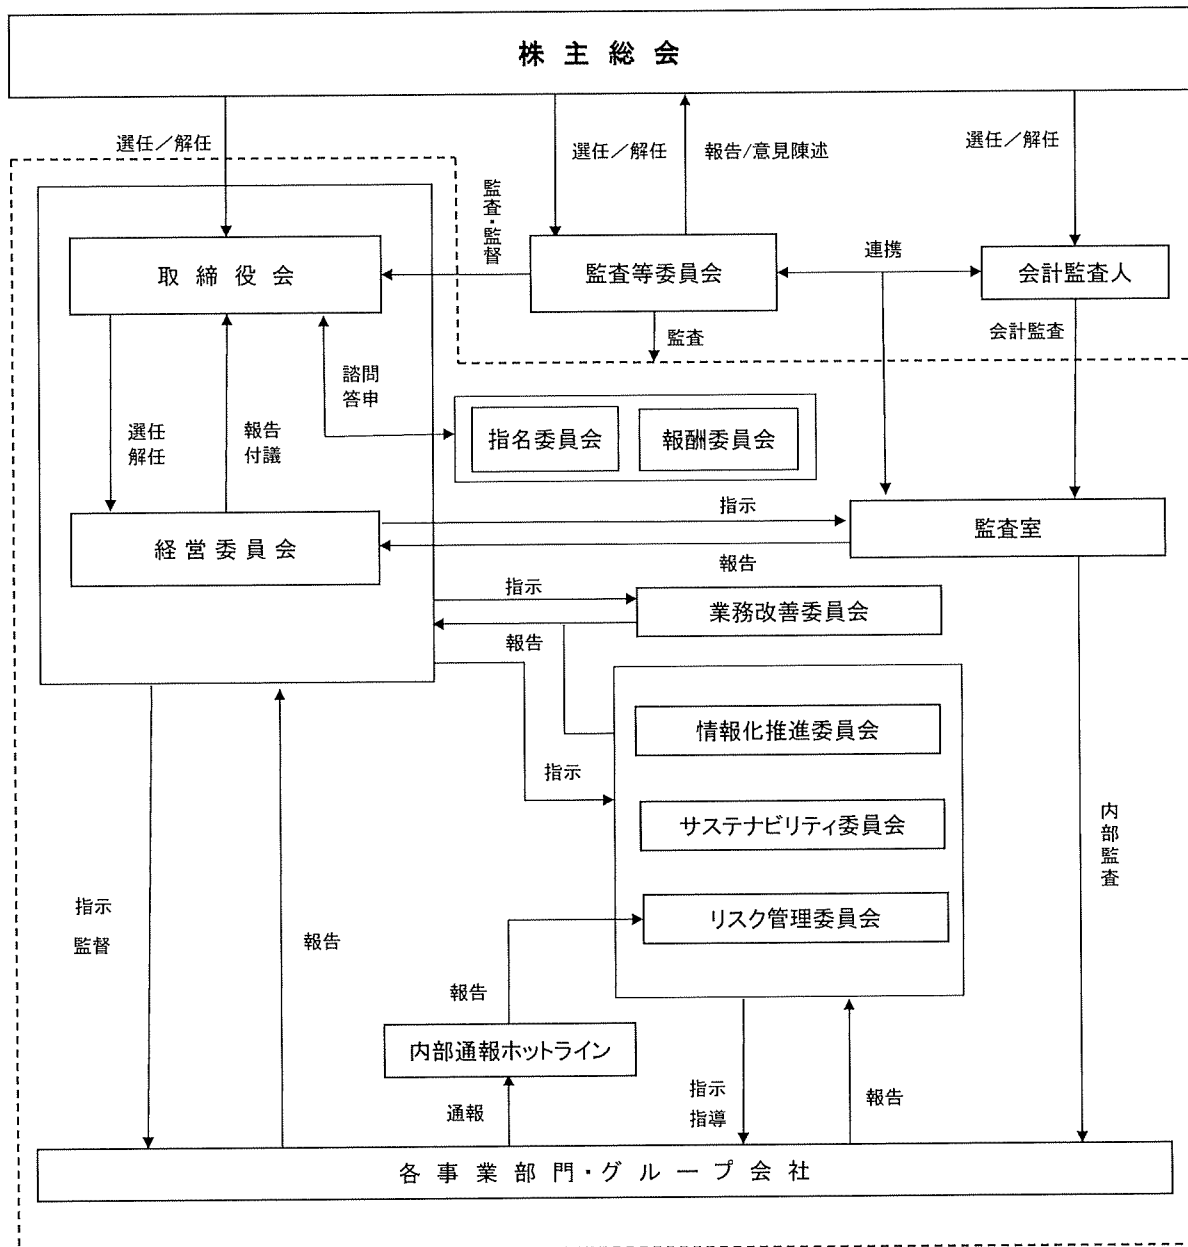 株主総会
選任／解任
選任／解任
報告/意見陳述
選任／解任
監査・監督
取締役会
監査等委員会
連携
会計監査人
監査
会計監査
諮問
答申
選任
解任
報告
付議
指名委員会
報酬委員会
指示
経営委員会
監査室
報告
指示
業務改善委員会
報告
情報化推進委員会
指示
サステナビリティ委員会
内部監査
リスク管理委員会
指示
監督
報告
報告
内部通報ホットライン
通報
指示
指導
報告
各事業部門・グループ会社